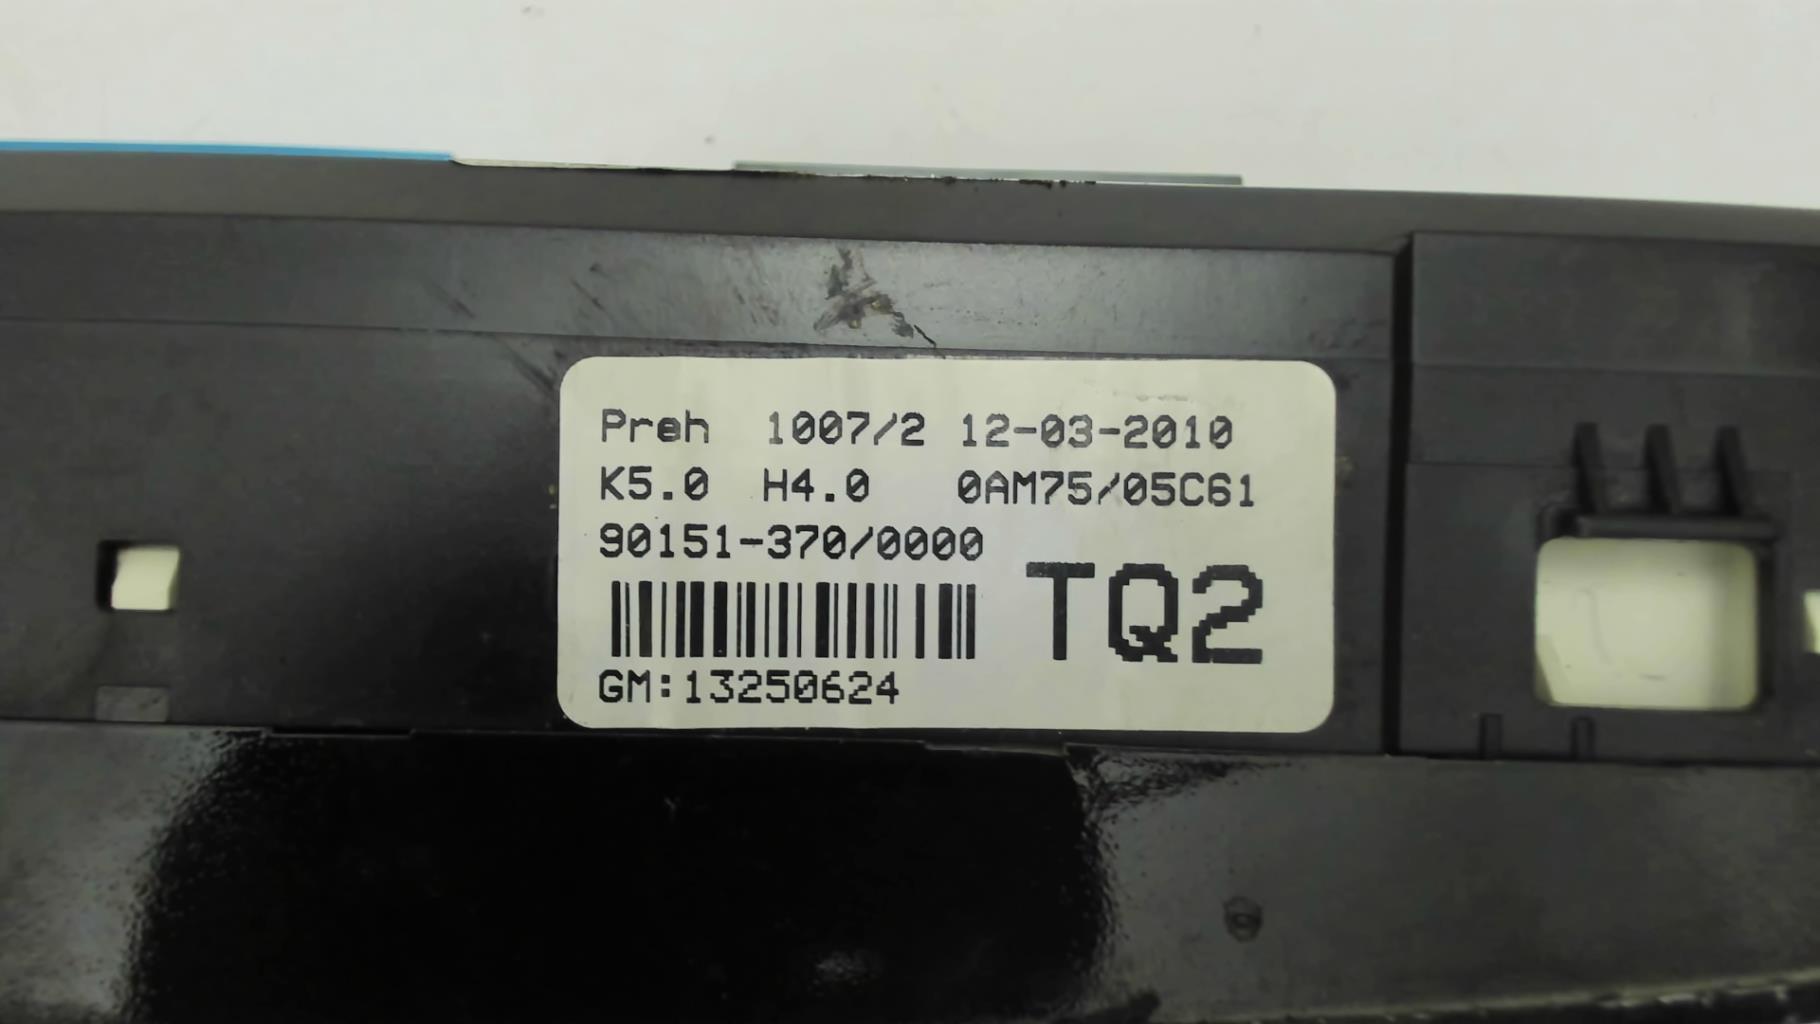 Preh 1007/2 12-03-2010
K5.0 H4.0 0AM75/05C61
90151-370/0000
TQ2
GM:13250624